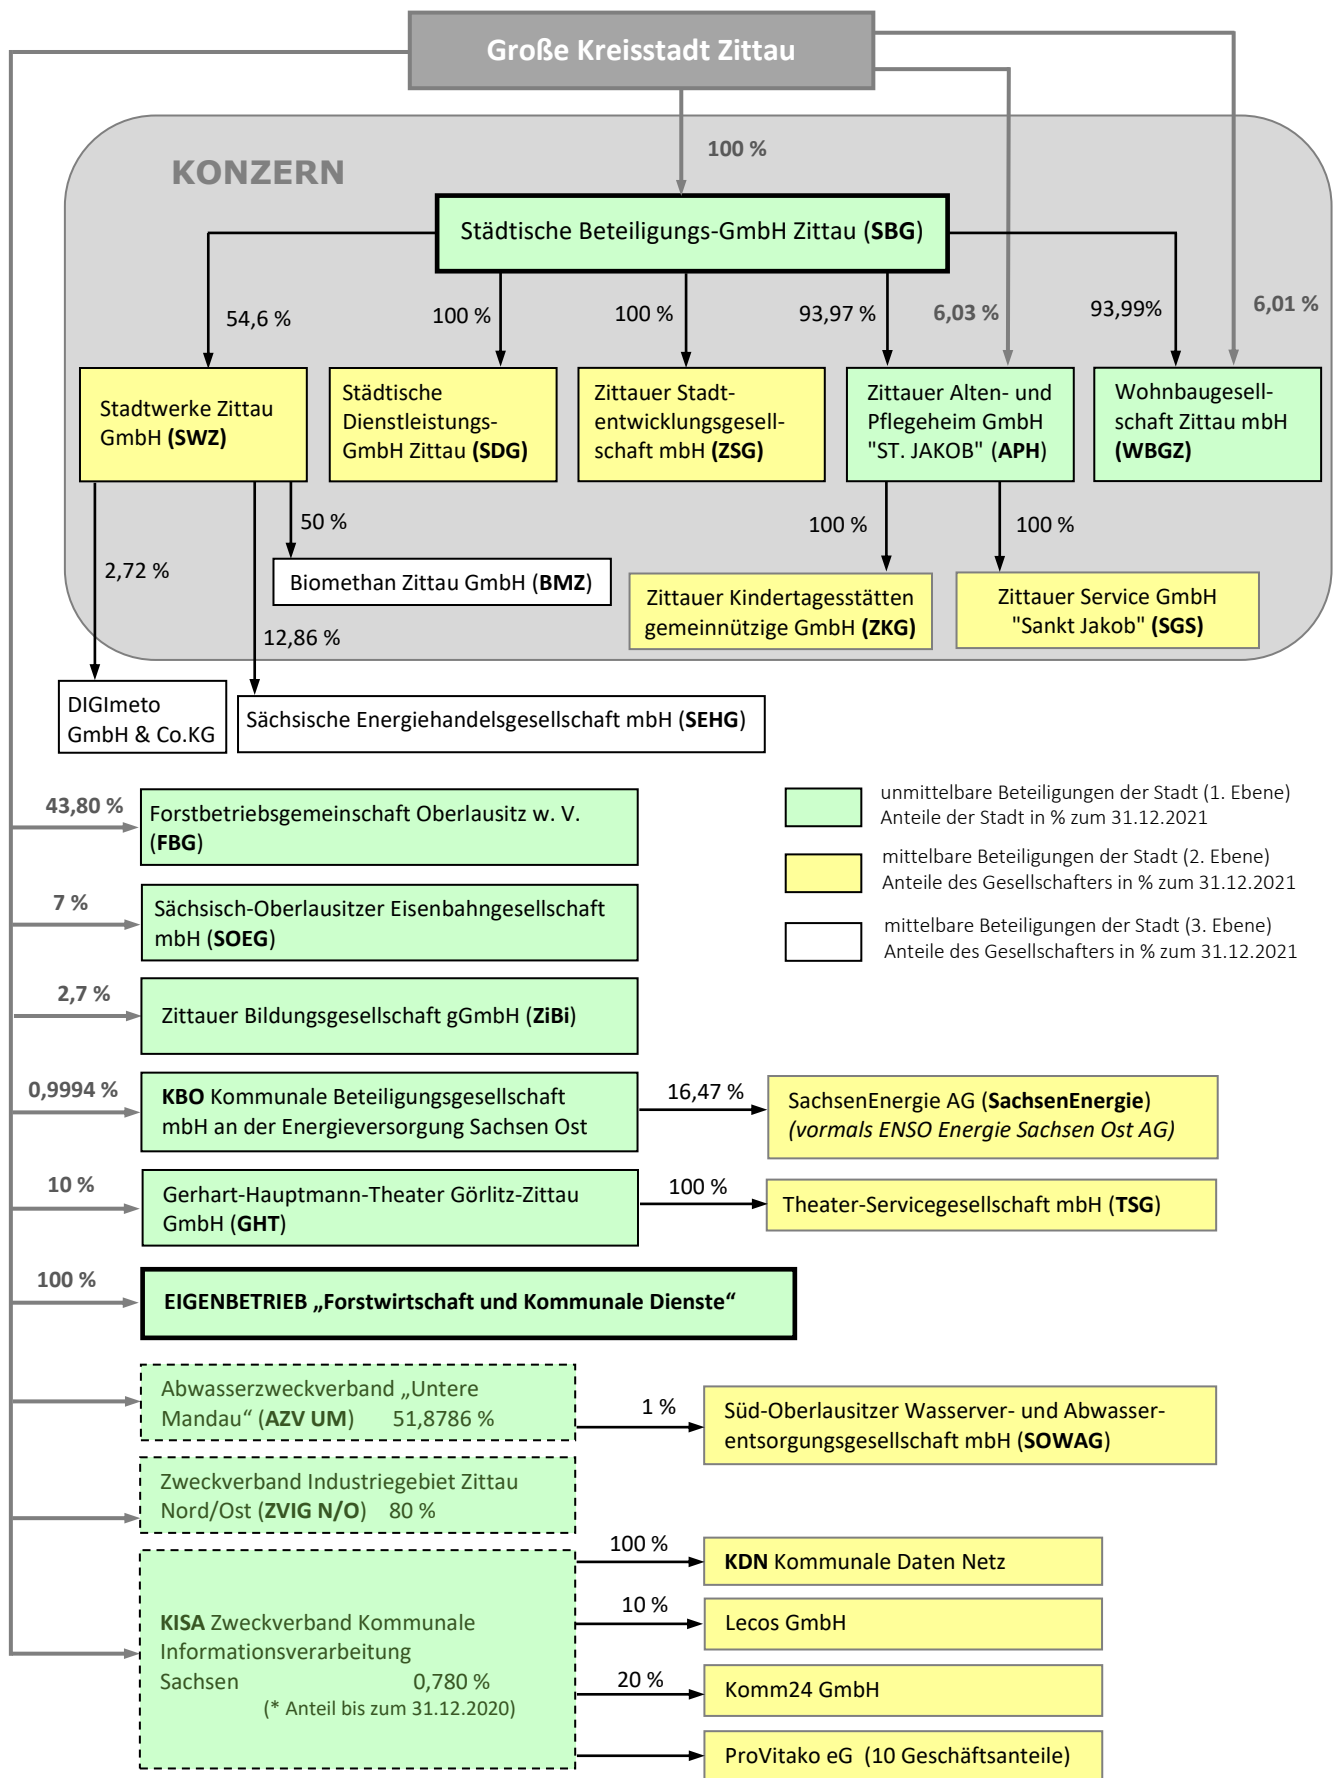 Große Kreisstadt Zittau
100 %
KONZERN
Städtische Beteiligungs-GmbH Zittau (SBG)
54,6 %
100 %
100 %
93,97 %
6,03 %
93,99%
6,01 %
Stadtwerke Zittau
GmbH (SWZ)
Städtische
Dienstleistungs-
GmbH Zittau (SDG)
Zittauer Stadt-
entwicklungsgesell-
schaft mbH (ZSG)
Zittauer Alten- und
Pflegeheim GmbH
"ST. JAKOB" (APH)
Wohnbaugesell-
schaft Zittau mbH
(WBGZ)
50 %
100 %
100 %
2,72 %
Biomethan Zittau GmbH (BMZ)
Zittauer Kindertagesstätten
gemeinnützige GmbH (ZKG)
Zittauer Service GmbH
"Sankt Jakob" (SGS)
12,86 %
DIGImeto
GmbH & Co.KG
Sächsische Energiehandelsgesellschaft mbH (SEHG)
43,80 %
Forstbetriebsgemeinschaft Oberlausitz w. V.
(FBG)
unmittelbare Beteiligungen der Stadt (1. Ebene)
Anteile der Stadt in % zum 31.12.2021
mittelbare Beteiligungen der Stadt (2. Ebene)
Anteile des Gesellschafters in % zum 31.12.2021
mittelbare Beteiligungen der Stadt (3. Ebene)
Anteile des Gesellschafters in % zum 31.12.2021
7 %
Sächsisch-Oberlausitzer Eisenbahngesellschaft
mbH (SOEG)
2,7 %
Zittauer Bildungsgesellschaft gGmbH (ZiBi)
0,9994 %
KBO Kommunale Beteiligungsgesellschaft
mbH an der Energieversorgung Sachsen Ost
16,47 %
SachsenEnergie AG (SachsenEnergie)
(vormals ENSO Energie Sachsen Ost AG)
10 %
Gerhart-Hauptmann-Theater Görlitz-Zittau
GmbH (GHT)
100 %
Theater-Servicegesellschaft mbH (TSG)
100 %
EIGENBETRIEB „Forstwirtschaft und Kommunale Dienste“
Abwasserzweckverband „Untere
Mandau“ (AZV UM) 51,8786 %
1 %
Süd-Oberlausitzer Wasserver- und Abwasser-
entsorgungsgesellschaft mbH (SOWAG)
Zweckverband Industriegebiet Zittau
Nord/Ost (ZVIG N/O) 80 %
KISA Zweckverband Kommunale
Informationsverarbeitung
Sachsen 0,780 %
(* Anteil bis zum 31.12.2020)
100 %
KDN Kommunale Daten Netz
10 %
Lecos GmbH
20 %
Komm24 GmbH
ProVitako eG (10 Geschäftsanteile)